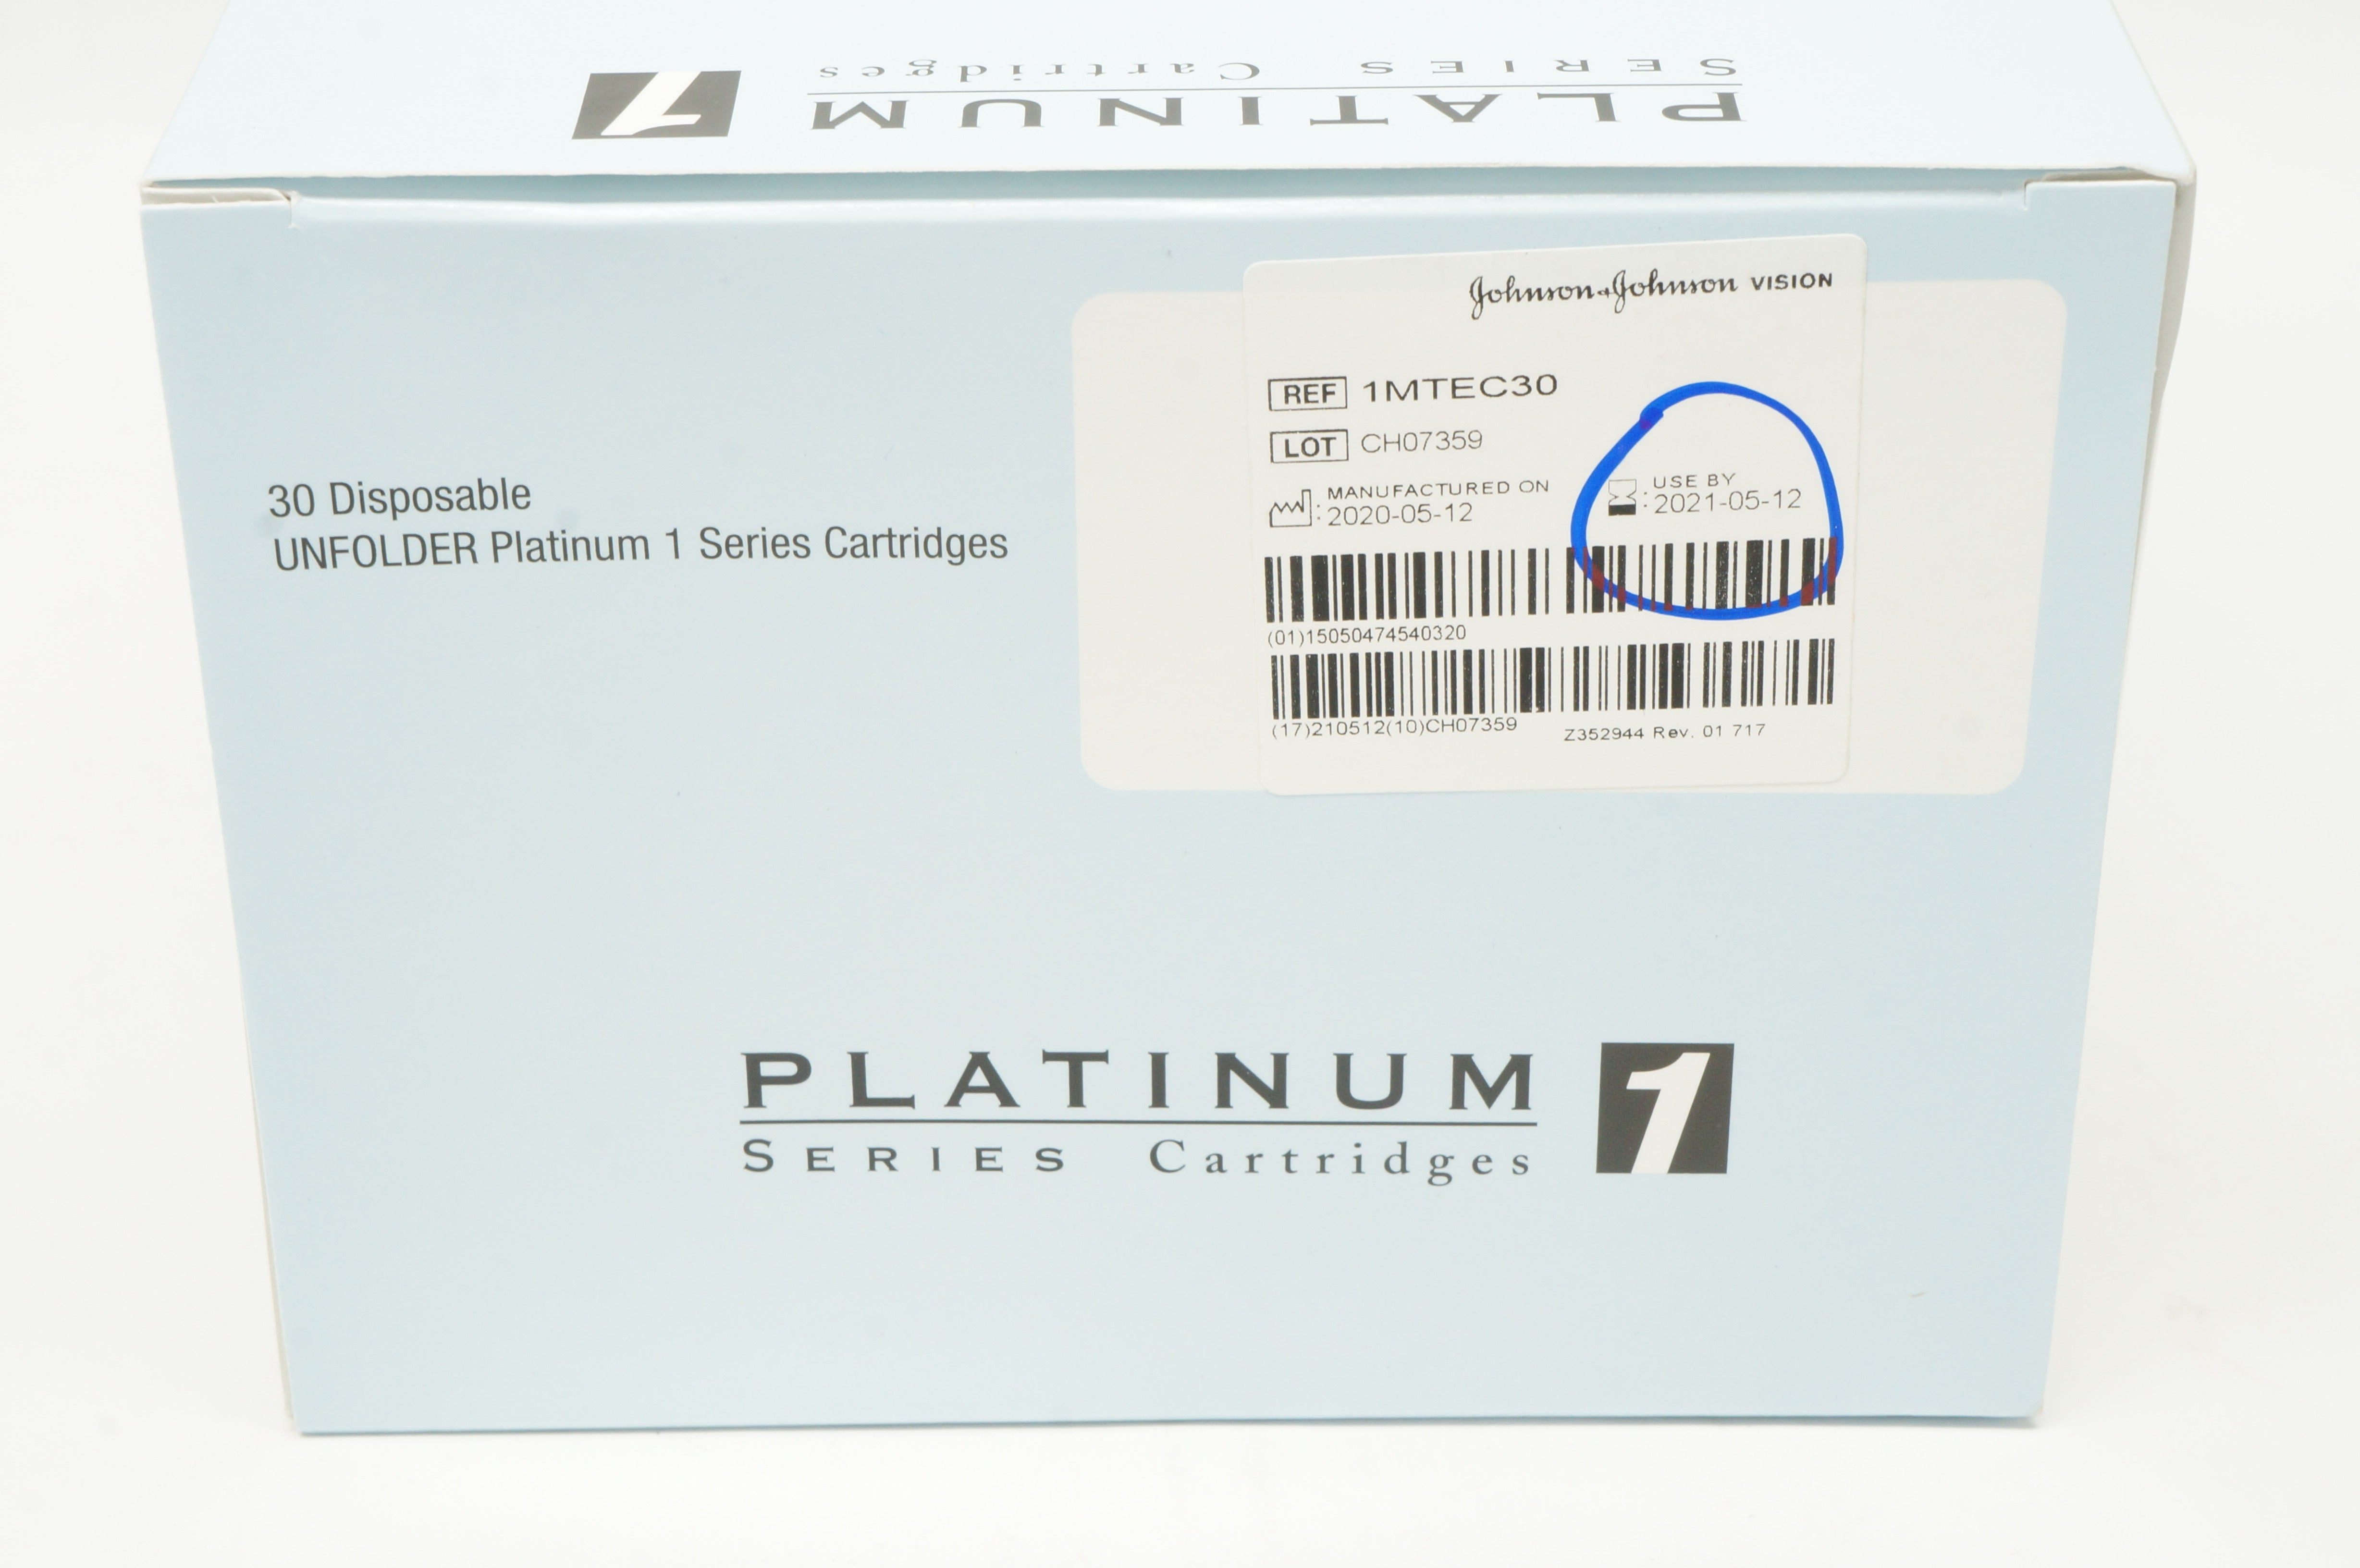 PLATINUM 1
SERIES Cartridges
Johnson & Johnson VISION
REF 1MTEC30
LOT CH07359
MANUFACTURED ON
: 2020-05-12
USE BY
: 2021-05-12
(01)15050474540320
(17)210512(10)CH07359
Z352944 Rev. 01 717
30 Disposable
UNFOLDER Platinum 1 Series Cartridges
PLATINUM 1
SERIES Cartridges